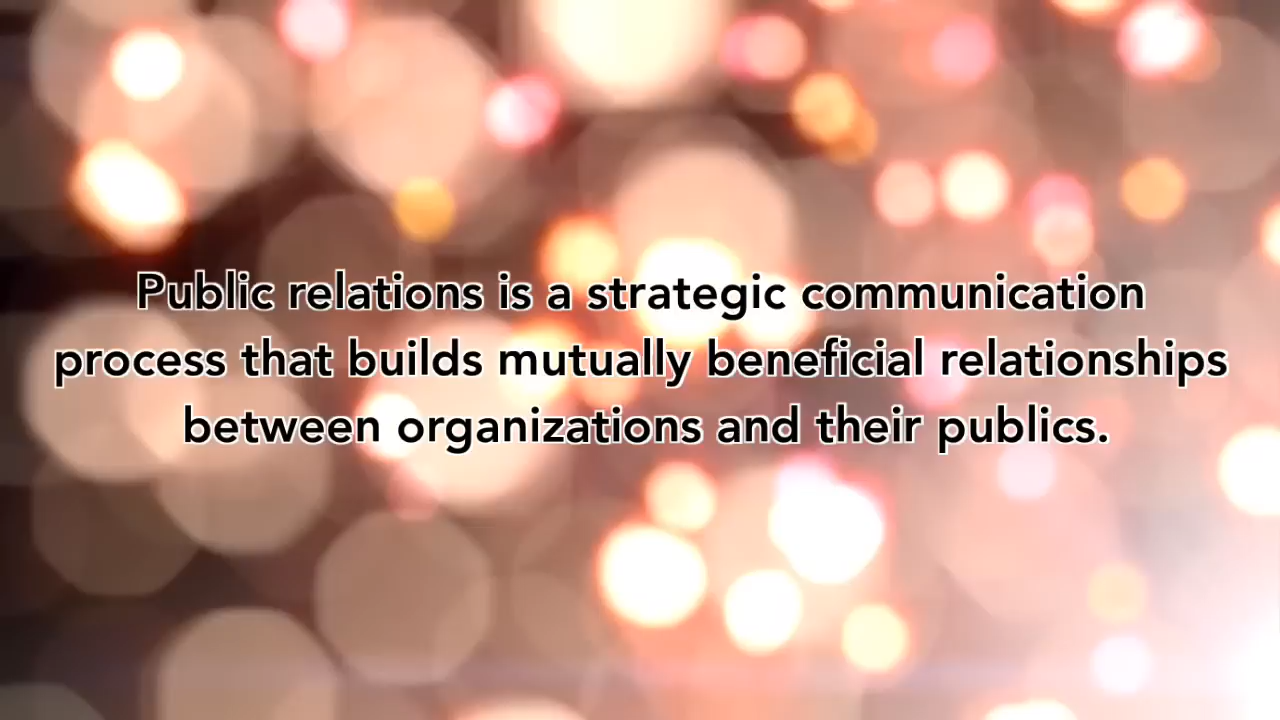 Public relations is a strategic communication
process that builds mutually beneficial relationships
between organizations and their publics.